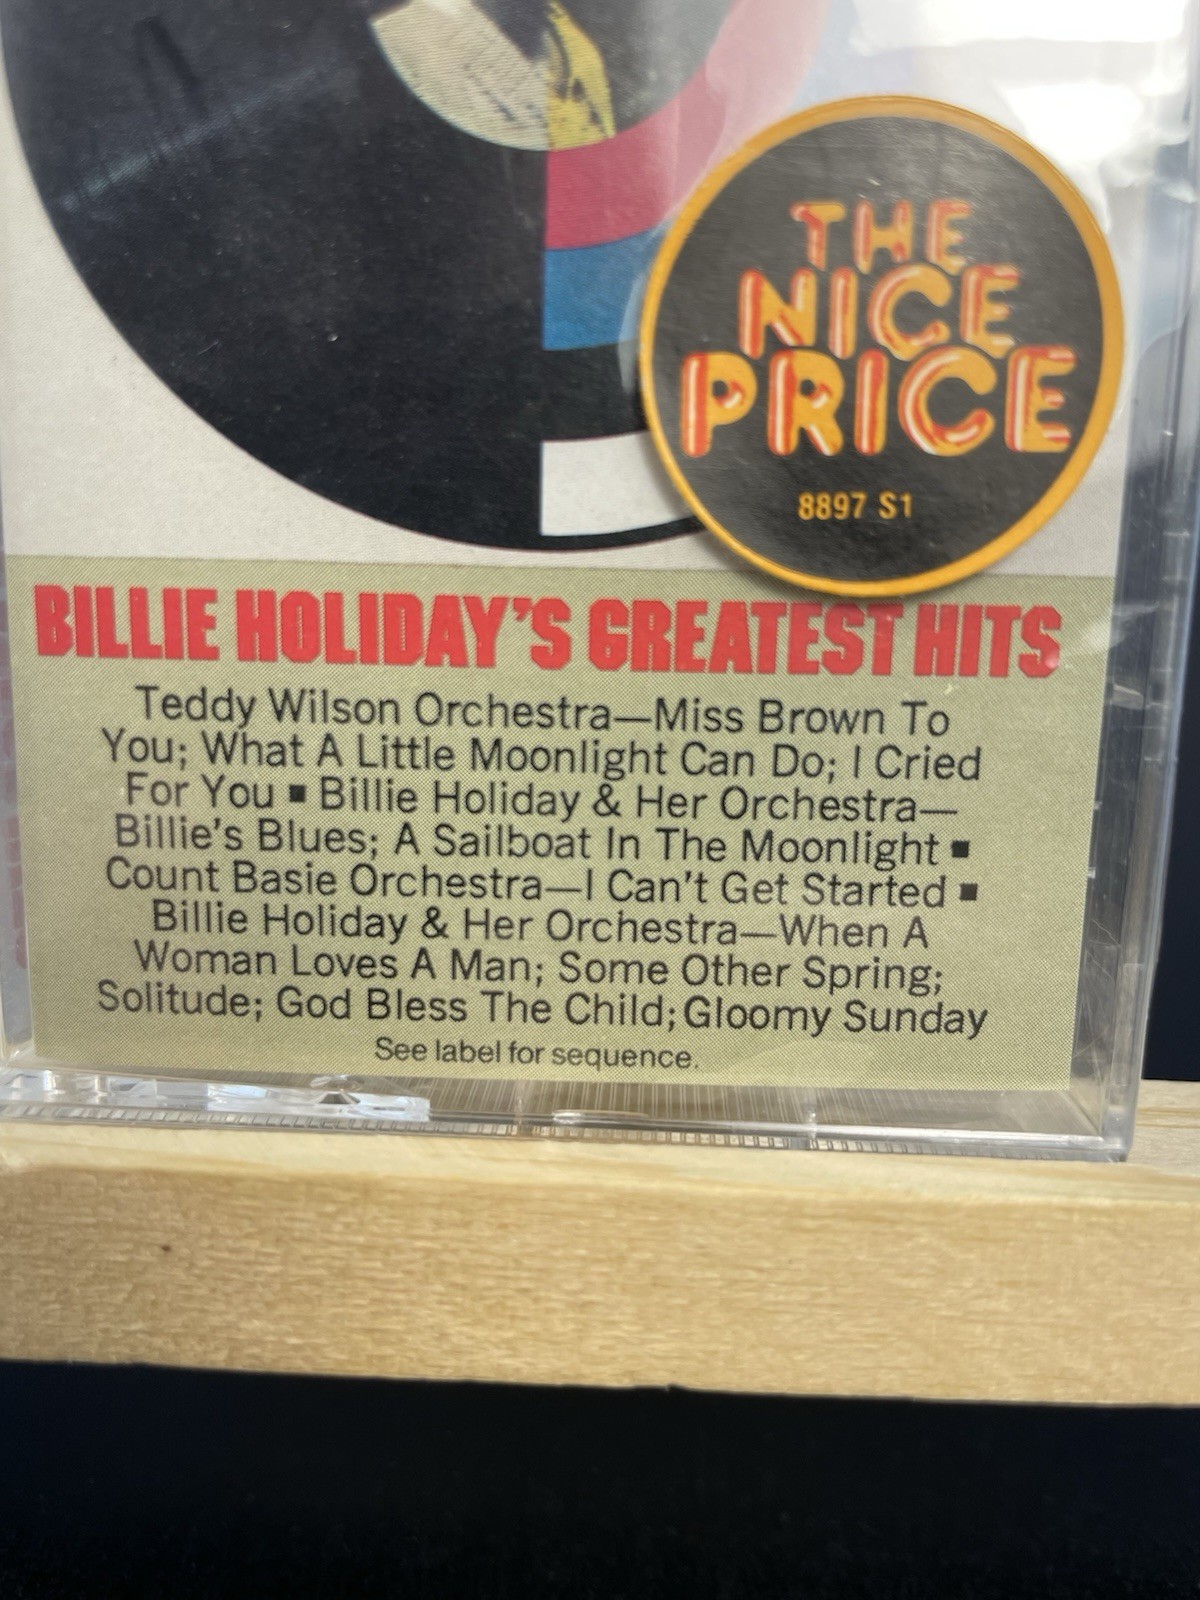 THE
NICE
PRICE
8897 S1
BILLIE HOLIDAY'S GREATEST HITS
Teddy Wilson Orchestra—Miss Brown To
You; What A Little Moonlight Can Do; I Cried
For You ■ Billie Holiday & Her Orchestra—
Billie's Blues; A Sailboat In The Moonlight ■
Count Basie Orchestra—I Can't Get Started ■
Billie Holiday & Her Orchestra—When A
Woman Loves A Man; Some Other Spring;
Solitude; God Bless The Child; Gloomy Sunday
See label for sequence.